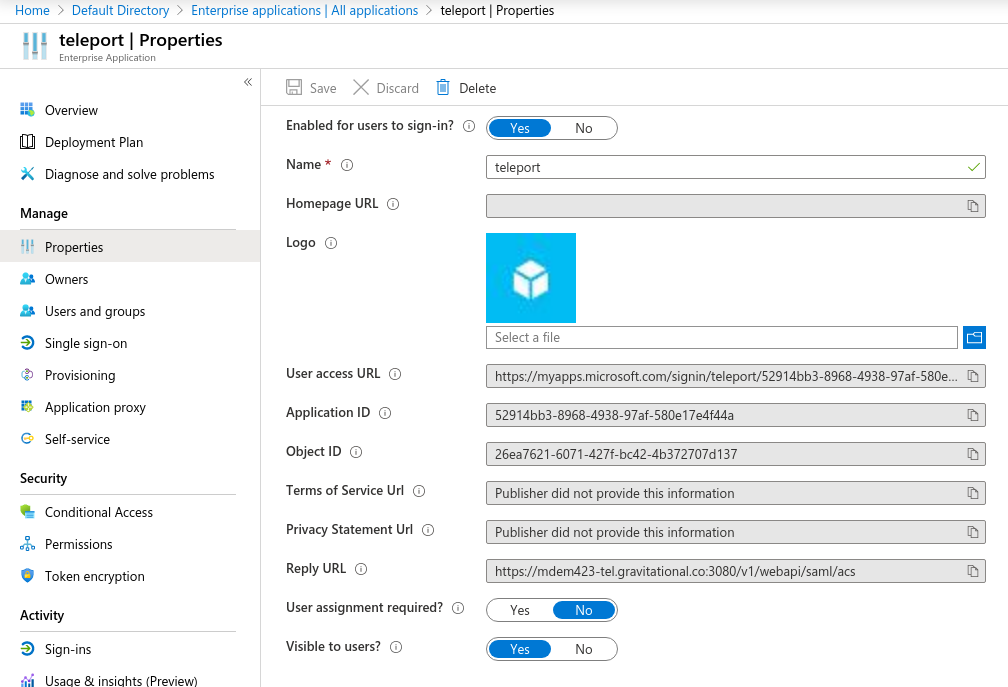 Home > Default Directory > Enterprise applications | All applications > teleport | Properties
teleport | Properties
Enterprise Application
«
Overview
Deployment Plan
Diagnose and solve problems
Manage
Properties
Owners
Users and groups
Single sign-on
Provisioning
Application proxy
Self-service
Security
Conditional Access
Permissions
Token encryption
Activity
Sign-ins
Usage & insights (Preview)
Save Discard Delete
Enabled for users to sign-in? Yes No
Name * teleport
Homepage URL
Logo
Select a file
User access URL https://myapps.microsoft.com/signin/teleport/52914bb3-8968-4938-97af-580e...
Application ID 52914bb3-8968-4938-97af-580e17e4f44a
Object ID 26ea7621-6071-427f-bc42-4b372707d137
Terms of Service Url Publisher did not provide this information
Privacy Statement Url Publisher did not provide this information
Reply URL https://mdem423-tel.gravitational.co:3080/v1/webapi/saml/acs
User assignment required? Yes No
Visible to users? Yes No